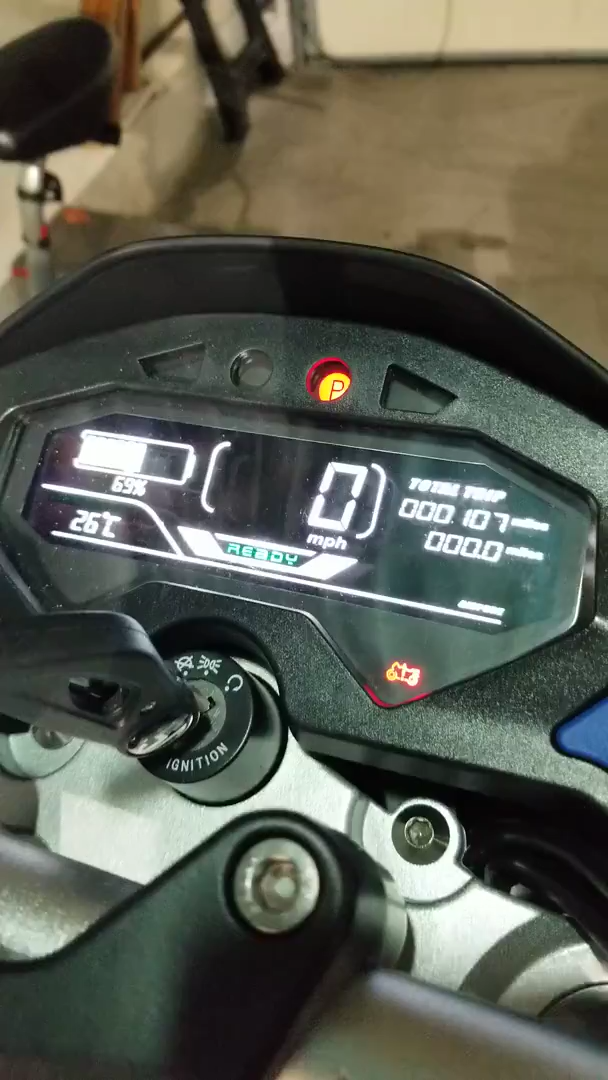 P
69%
0
mph
TOTAL TRIP
000.107 miles
000.0 miles
26°C
READY
IGNITION